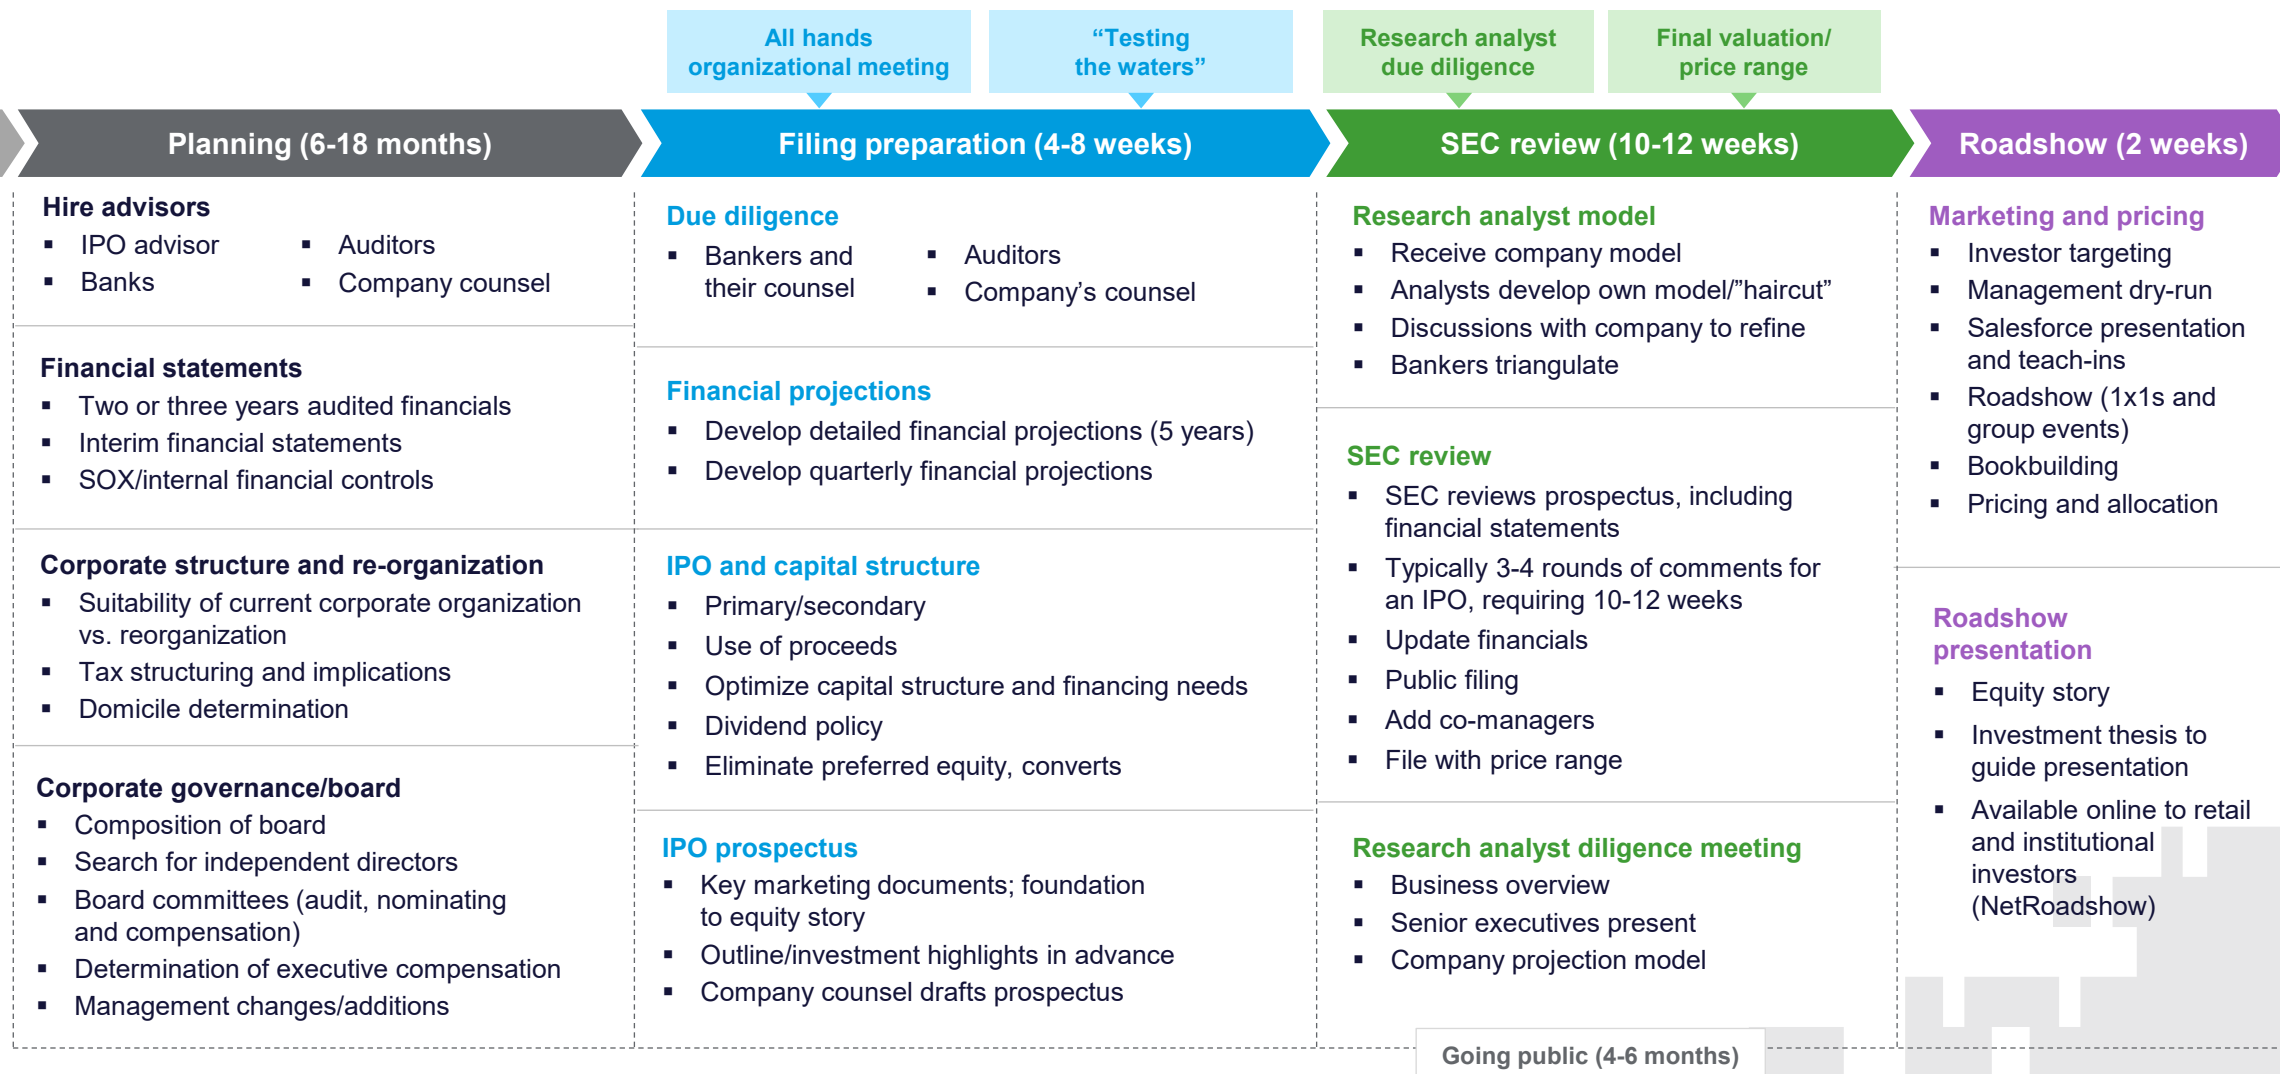 All hands
organizational meeting
“Testing
the waters”
Research analyst
due diligence
Final valuation/
price range
Planning (6-18 months)
Filing preparation (4-8 weeks)
SEC review (10-12 weeks)
Roadshow (2 weeks)
Hire advisors
▪ IPO advisor
▪ Banks
▪ Auditors
▪ Company counsel
Financial statements
▪ Two or three years audited financials
▪ Interim financial statements
▪ SOX/internal financial controls
Corporate structure and re-organization
▪ Suitability of current corporate organization
vs. reorganization
▪ Tax structuring and implications
▪ Domicile determination
Corporate governance/board
▪ Composition of board
▪ Search for independent directors
▪ Board committees (audit, nominating
and compensation)
▪ Determination of executive compensation
▪ Management changes/additions
Due diligence
▪ Bankers and
their counsel
▪ Auditors
▪ Company’s counsel
Financial projections
▪ Develop detailed financial projections (5 years)
▪ Develop quarterly financial projections
IPO and capital structure
▪ Primary/secondary
▪ Use of proceeds
▪ Optimize capital structure and financing needs
▪ Dividend policy
▪ Eliminate preferred equity, converts
IPO prospectus
▪ Key marketing documents; foundation
to equity story
▪ Outline/investment highlights in advance
▪ Company counsel drafts prospectus
Research analyst model
▪ Receive company model
▪ Analysts develop own model/”haircut”
▪ Discussions with company to refine
▪ Bankers triangulate
SEC review
▪ SEC reviews prospectus, including
financial statements
▪ Typically 3-4 rounds of comments for
an IPO, requiring 10-12 weeks
▪ Update financials
▪ Public filing
▪ Add co-managers
▪ File with price range
Research analyst diligence meeting
▪ Business overview
▪ Senior executives present
▪ Company projection model
Marketing and pricing
▪ Investor targeting
▪ Management dry-run
▪ Salesforce presentation
and teach-ins
▪ Roadshow (1x1s and
group events)
▪ Bookbuilding
▪ Pricing and allocation
Roadshow
presentation
▪ Equity story
▪ Investment thesis to
guide presentation
▪ Available online to retail
and institutional
investors
(NetRoadshow)
Going public (4-6 months)